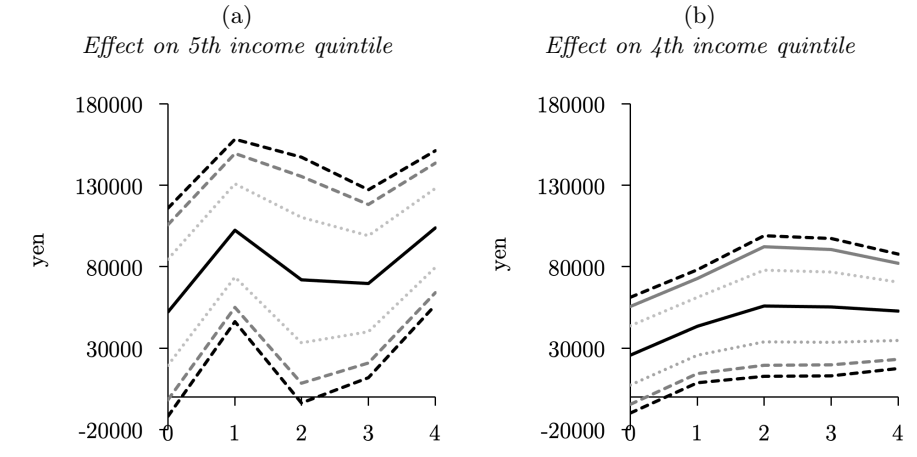 (a)
Effect on 5th income quintile
180000
130000
80000
30000
-20000
yen
0 1 2 3 4
(b)
Effect on 4th income quintile
180000
130000
80000
30000
-20000
yen
0 1 2 3 4